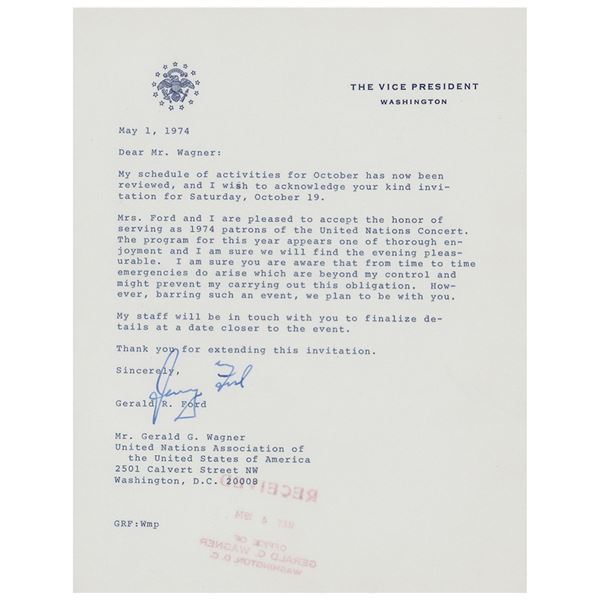 THE VICE PRESIDENT
WASHINGTON
May 1, 1974
Dear Mr. Wagner:
My schedule of activities for October has now been
reviewed, and I wish to acknowledge your kind invi-
tation for Saturday, October 19.
Mrs. Ford and I are pleased to accept the honor of
serving as 1974 patrons of the United Nations Concert.
The program for this year appears one of thorough en-
joyment and I am sure we will find the evening pleas-
urable. I am sure you are aware that from time to time
emergencies do arise which are beyond my control and
might prevent my carrying out this obligation. How-
ever, barring such an event, we plan to be with you.
My staff will be in touch with you to finalize de-
tails at a date closer to the event.
Thank you for extending this invitation.
Sincerely,
Jerry Ford
Gerald R. Ford
Mr. Gerald G. Wagner
United Nations Association of
the United States of America
2501 Calvert Street NW
Washington, D.C. 20008
RECEIVED
MAY 4 1974
OFFICE OF
GERALD G. WAGNER
WASHINGTON, D.C.
GRF:Wmp